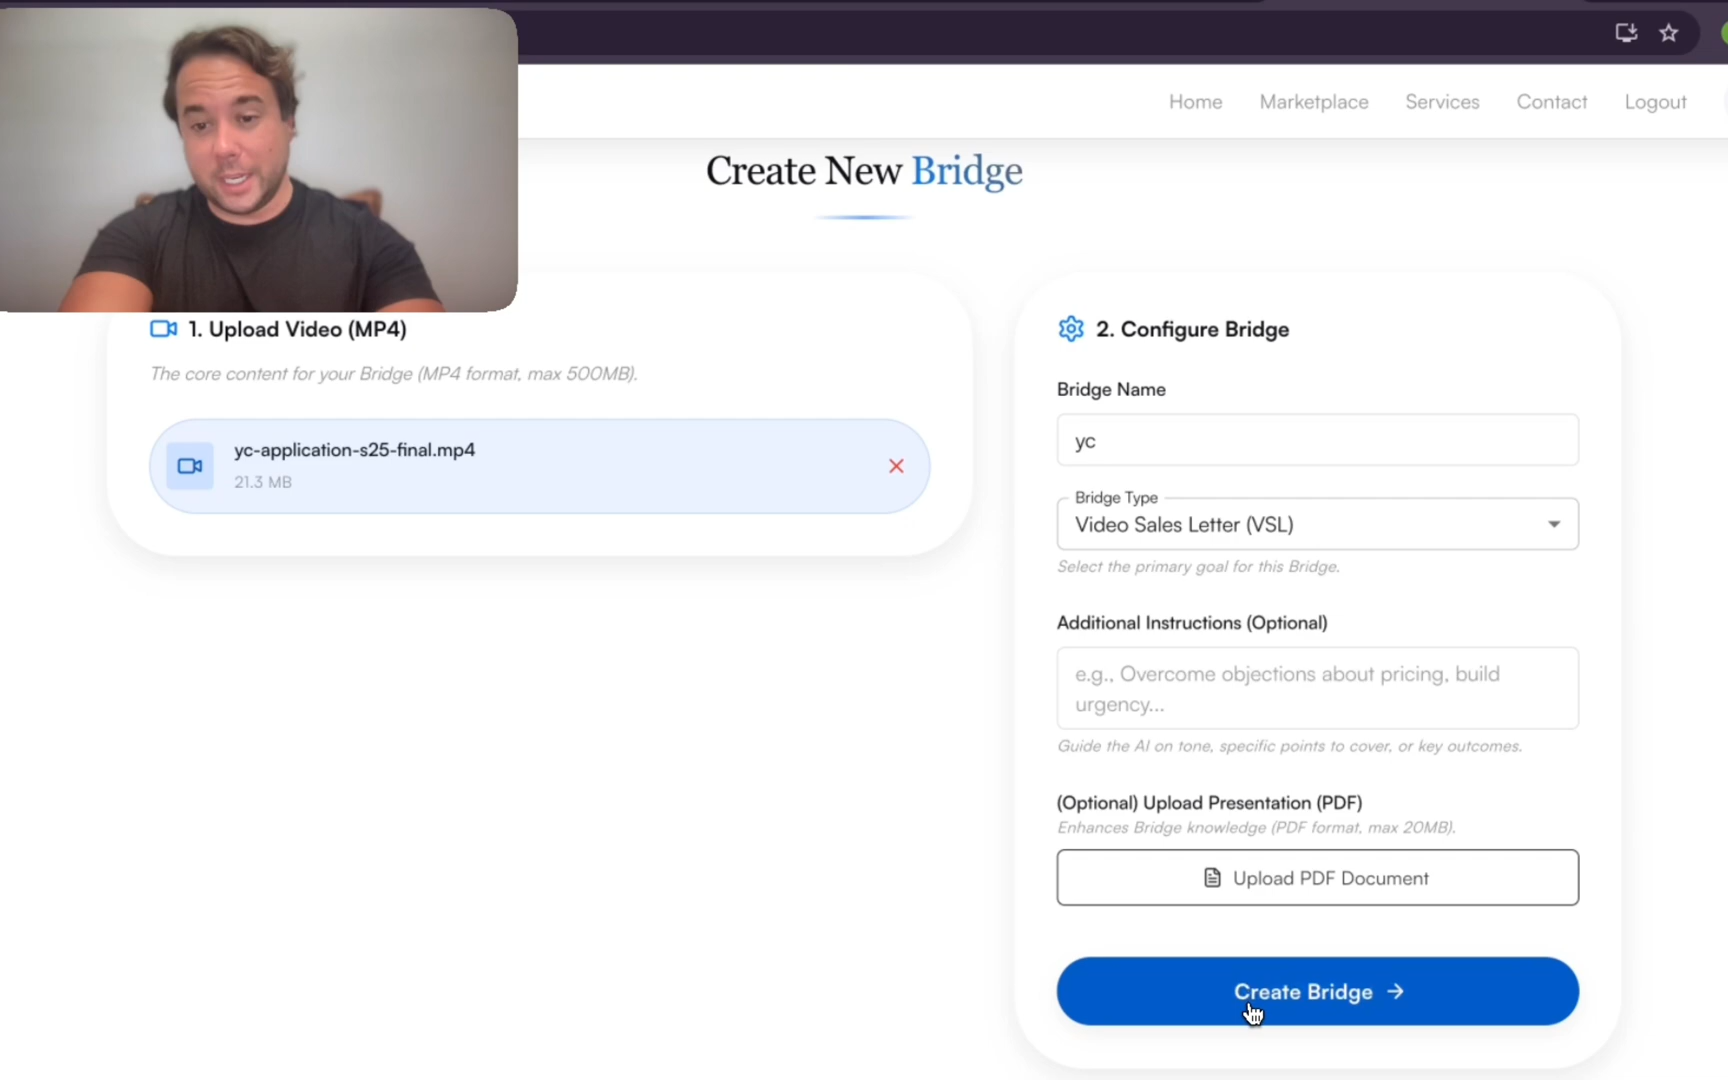 Home Marketplace Services Contact Logout
Create New Bridge
1. Upload Video (MP4)
The core content for your Bridge (MP4 format, max 500MB).
yc-application-s25-final.mp4
21.3 MB
2. Configure Bridge
Bridge Name
yc
Bridge Type
Video Sales Letter (VSL)
Select the primary goal for this Bridge.
Additional Instructions (Optional)
e.g., Overcome objections about pricing, build
urgency...
Guide the AI on tone, specific points to cover, or key outcomes.
(Optional) Upload Presentation (PDF)
Enhances Bridge knowledge (PDF format, max 20MB).
Upload PDF Document
Create Bridge →